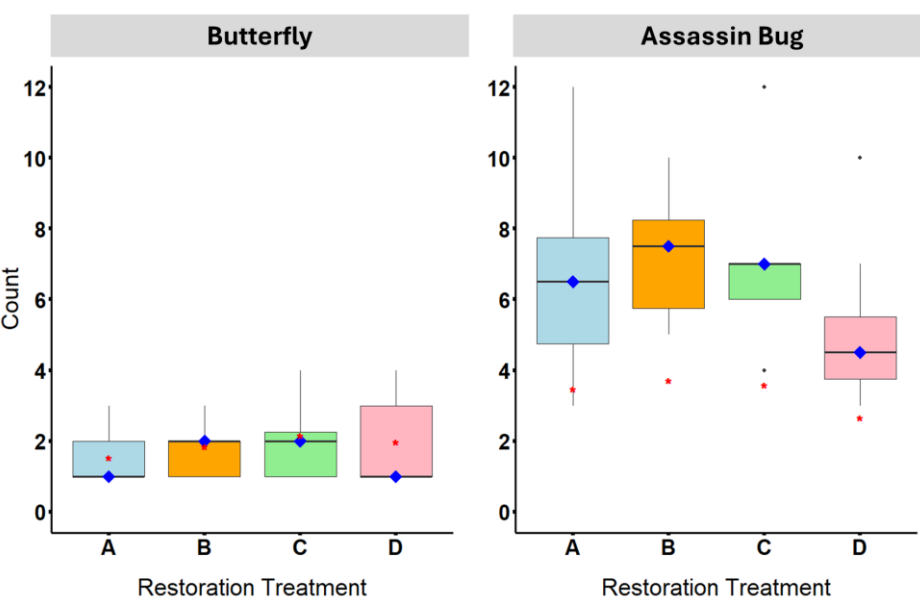 Butterfly
Assassin Bug
Count
12
10
8
6
4
2
0
A B C D
Restoration Treatment
12
10
8
6
4
2
0
A B C D
Restoration Treatment